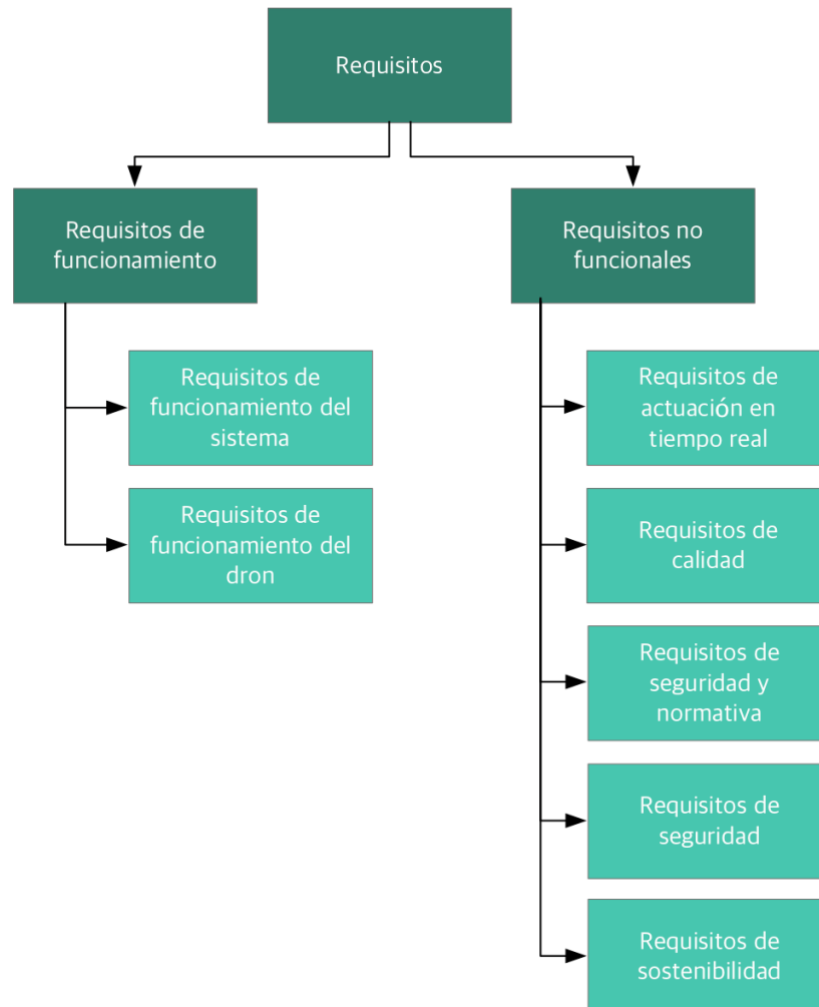 Requisitos
Requisitos de
funcionamiento
Requisitos no
funcionales
Requisitos de
funcionamiento del
sistema
Requisitos de
funcionamiento del
dron
Requisitos de
actuación en
tiempo real
Requisitos de
calidad
Requisitos de
seguridad y
normativa
Requisitos de
seguridad
Requisitos de
sostenibilidad